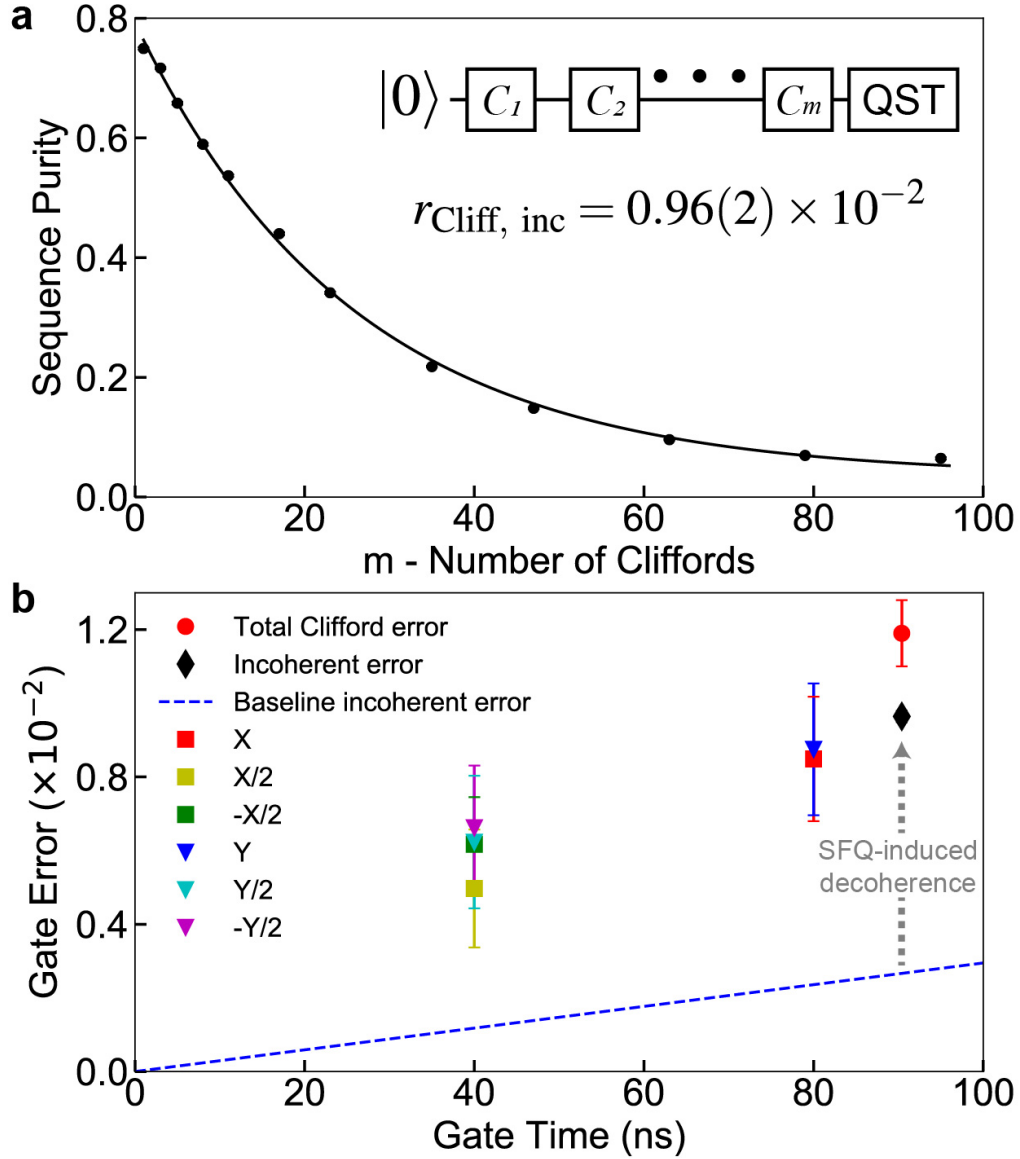 a
0.8
0.6
0.4
0.2
0.0
Sequence Purity
|0⟩ C₁ C₂ • • • Cₘ QST
r_Cliff, inc = 0.96(2) × 10⁻²
0 20 40 60 80 100
m - Number of Cliffords
b
1.2
0.8
0.4
0.0
Gate Error (×10⁻²)
Total Clifford error
Incoherent error
Baseline incoherent error
X
X/2
-X/2
Y
Y/2
-Y/2
SFQ-induced
decoherence
0 20 40 60 80 100
Gate Time (ns)